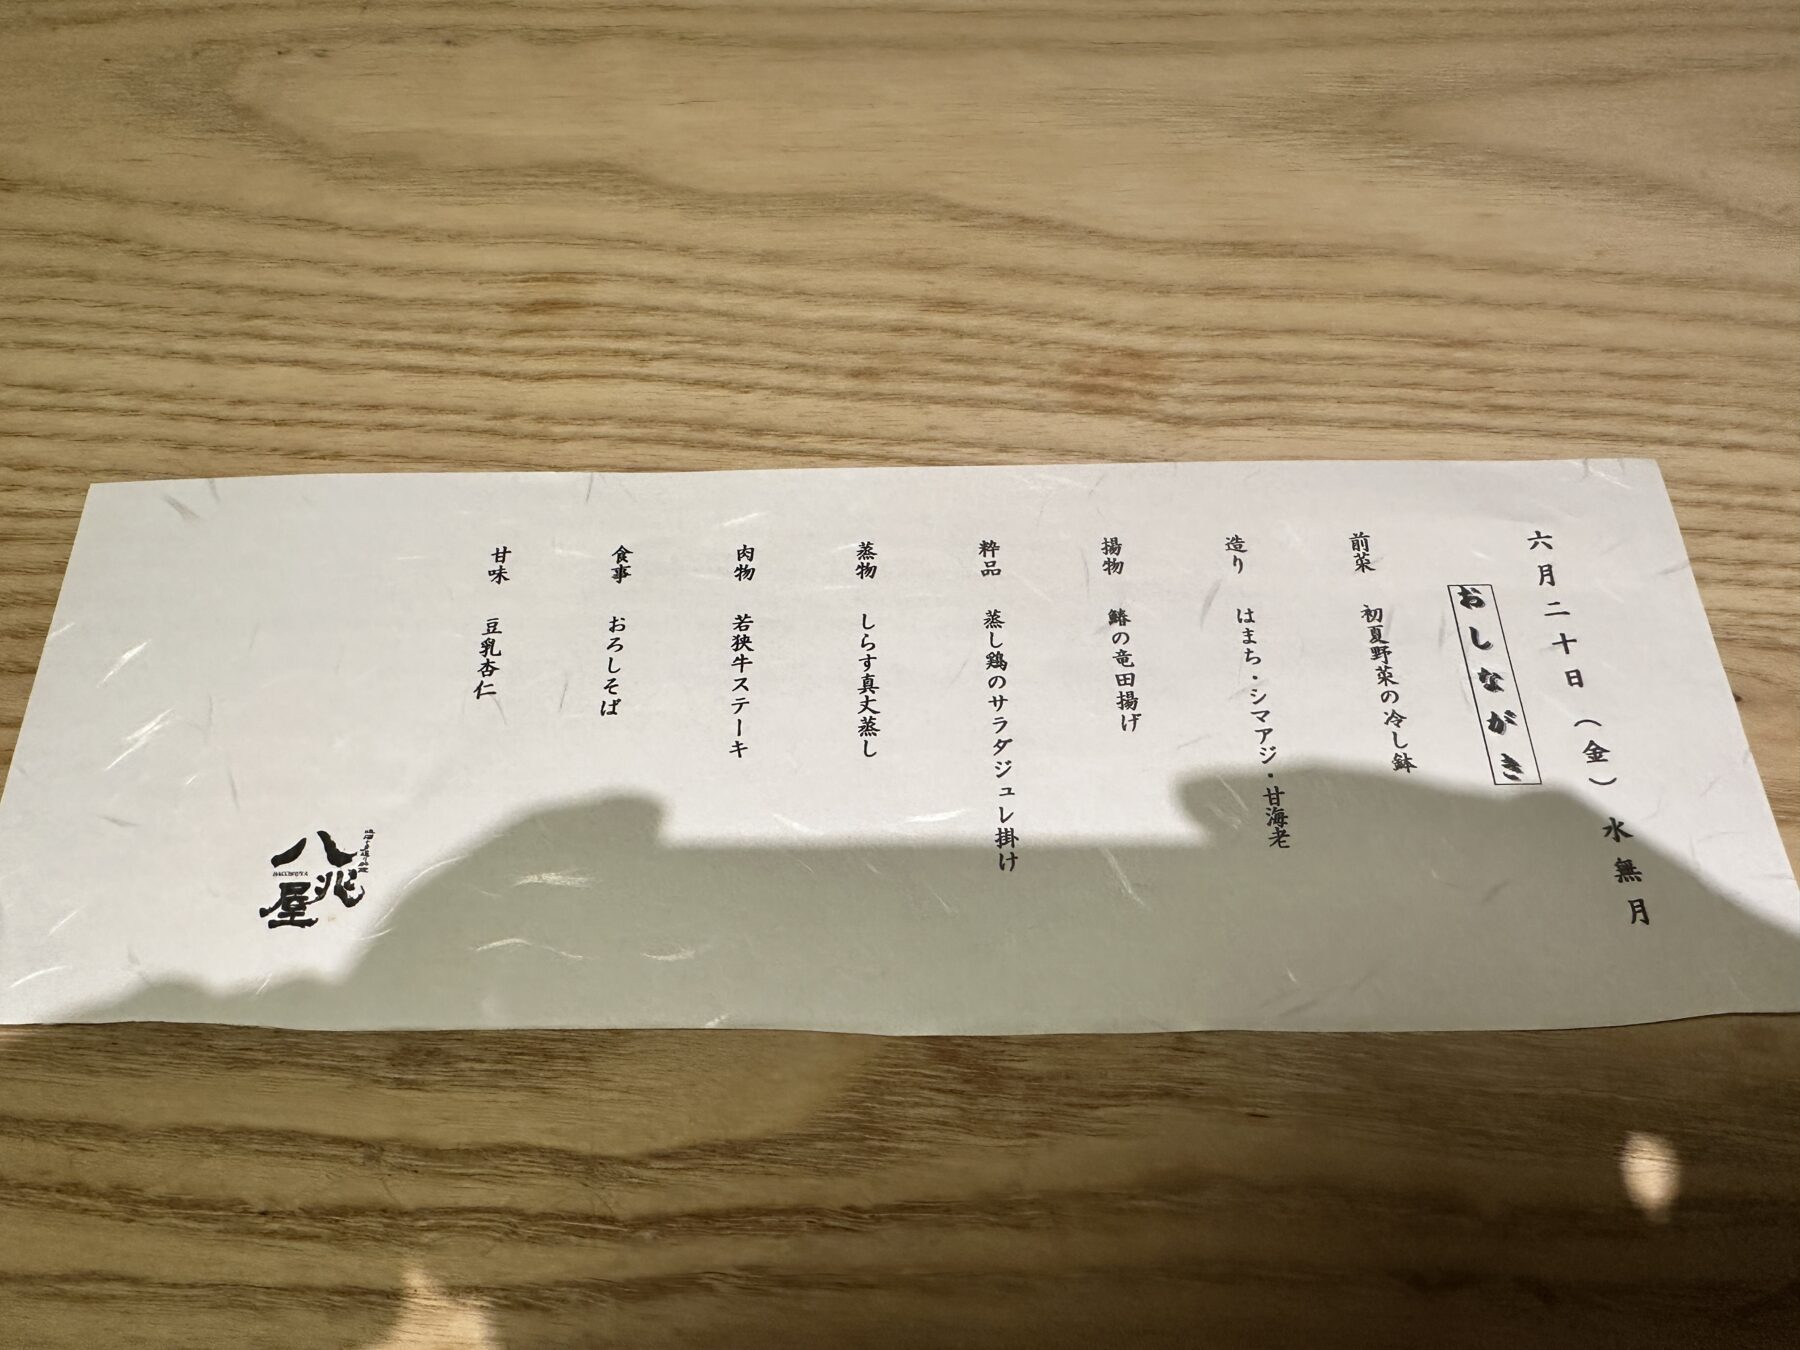 六月二十日（金）水無月
おしながき
前菜　初夏野菜の冷し鉢
造り　はまち・シマアジ・甘海老
揚物　鰆の竜田揚げ
粋品　蒸し鶏のサラダジュレ掛け
蒸物　しらす真丈蒸し
肉物　若狭牛ステーキ
食事　おろしそば
甘味　豆乳杏仁
八兆屋